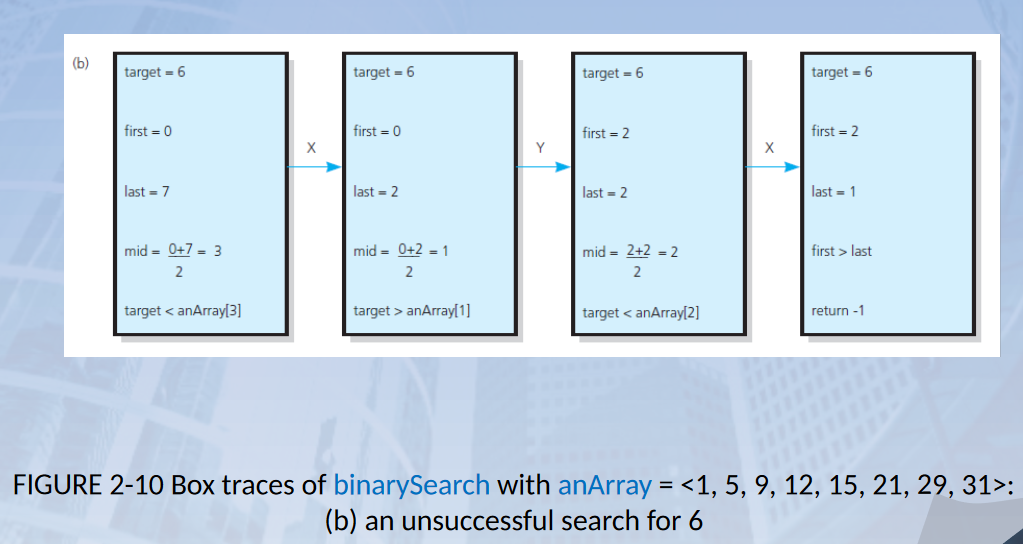 (b)
target = 6
first = 0
last = 7
mid = 0+7 = 3
2
target < anArray[3]
X
target = 6
first = 0
last = 2
mid = 0+2 = 1
2
target > anArray[1]
Y
target = 6
first = 2
last = 2
mid = 2+2 = 2
2
target < anArray[2]
X
target = 6
first = 2
last = 1
first > last
return -1
FIGURE 2-10 Box traces of binarySearch with anArray = <1, 5, 9, 12, 15, 21, 29, 31>:
(b) an unsuccessful search for 6